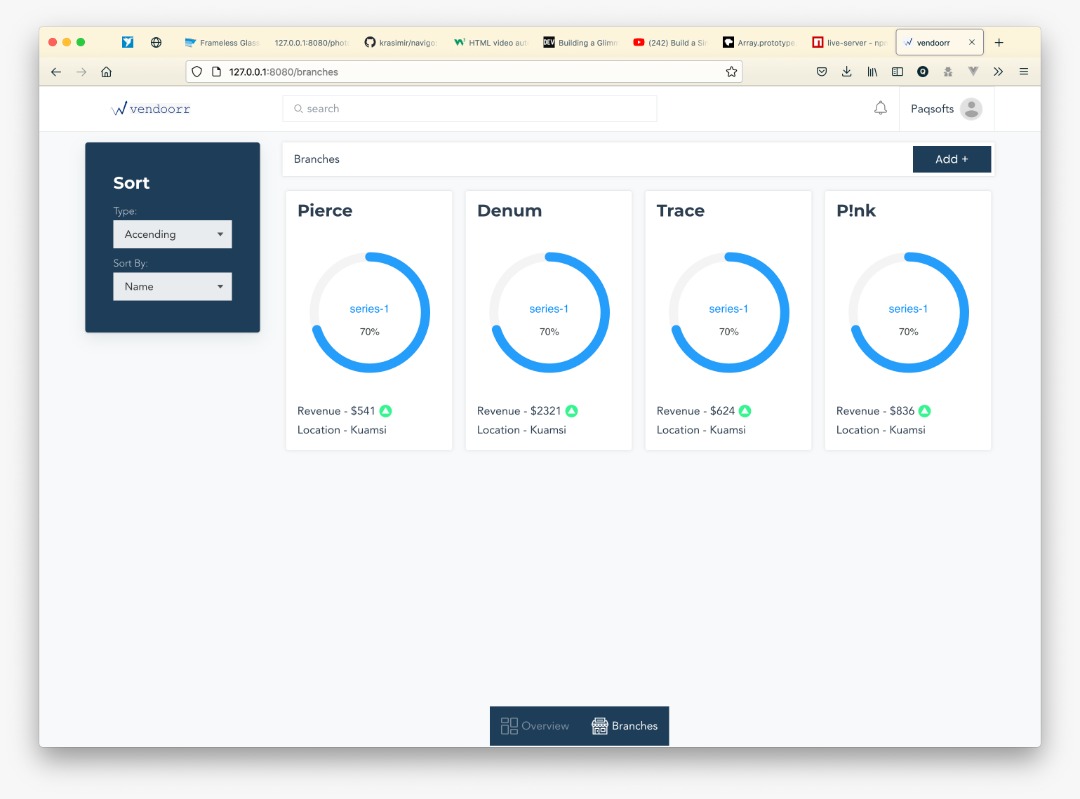 Frameless Glass
127.0.0.1:8080/phot
krasimir/navigo
HTML video aut
DEV
Building a Glimm
(242) Build a Si
Array.prototype
live-server - np
vendoorr
127.0.0.1:8080/branches
vendoorr
search
Paqsofts
Sort
Type:
Accending
Sort By:
Name
Branches
Add +
Pierce
series-1
70%
Revenue - $541
Location - Kuamsi
Denum
series-1
70%
Revenue - $2321
Location - Kuamsi
Trace
series-1
70%
Revenue - $624
Location - Kuamsi
P!nk
series-1
70%
Revenue - $836
Location - Kuamsi
Overview
Branches